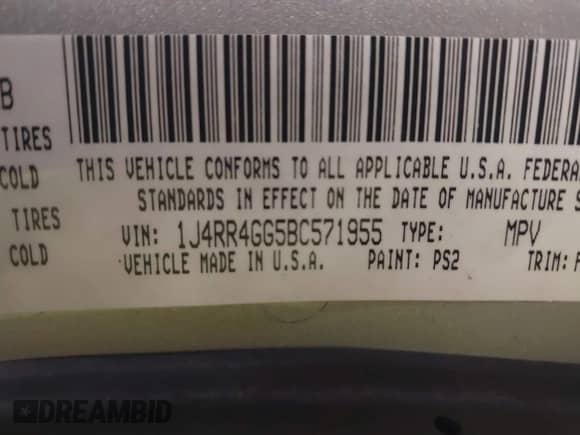 B
TIRES
COLD
THIS VEHICLE CONFORMS TO ALL APPLICABLE U.S.A. FEDERA
STANDARDS IN EFFECT ON THE DATE OF MANUFACTURE S
TIRES
VIN: 1J4RR4GG5BC571955 TYPE: MPV
COLD
VEHICLE MADE IN U.S.A. PAINT: PS2 TRIM: F
DREAMBID